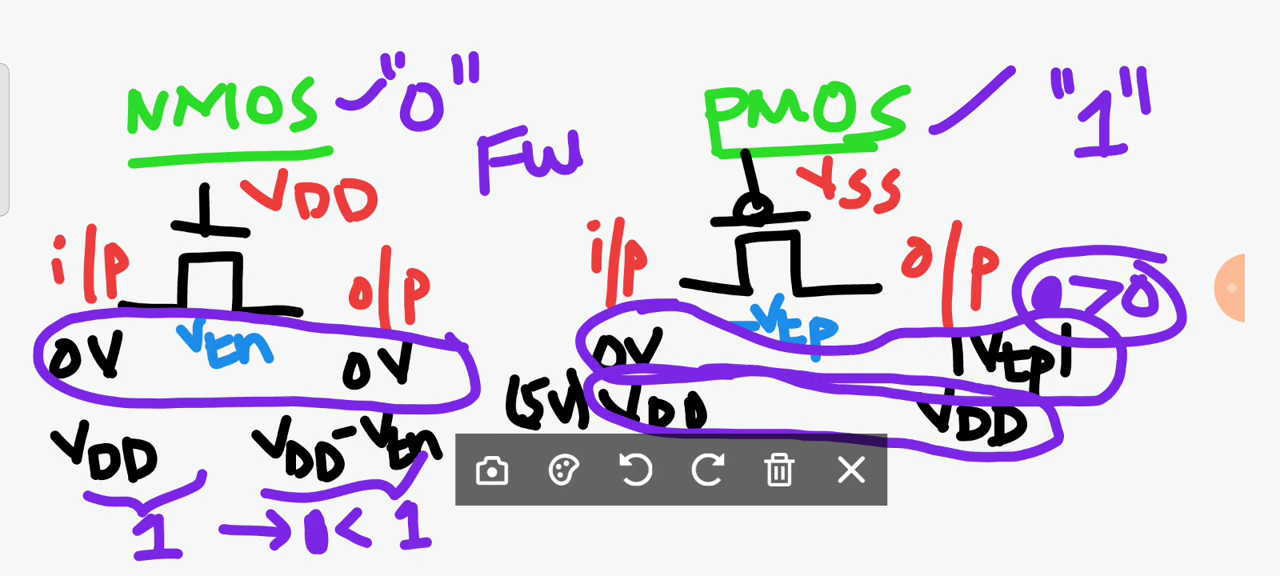 NMOS "0"
PMOS "1"
FW
VDD
VSS
i/p
o/p
i/p
o/p
>0
Vtn
-Vtp
0V
0V
0V
|Vtp|
(5V) VDD
VDD
VDD
VDD-Vtn
1 → < 1